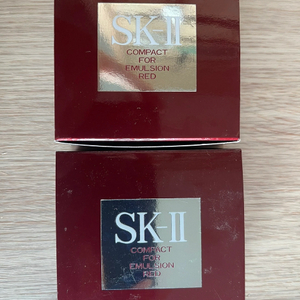 SK-II
COMPACT
FOR
EMULSION
RED
SK-II
COMPACT
FOR
EMULSION
RED